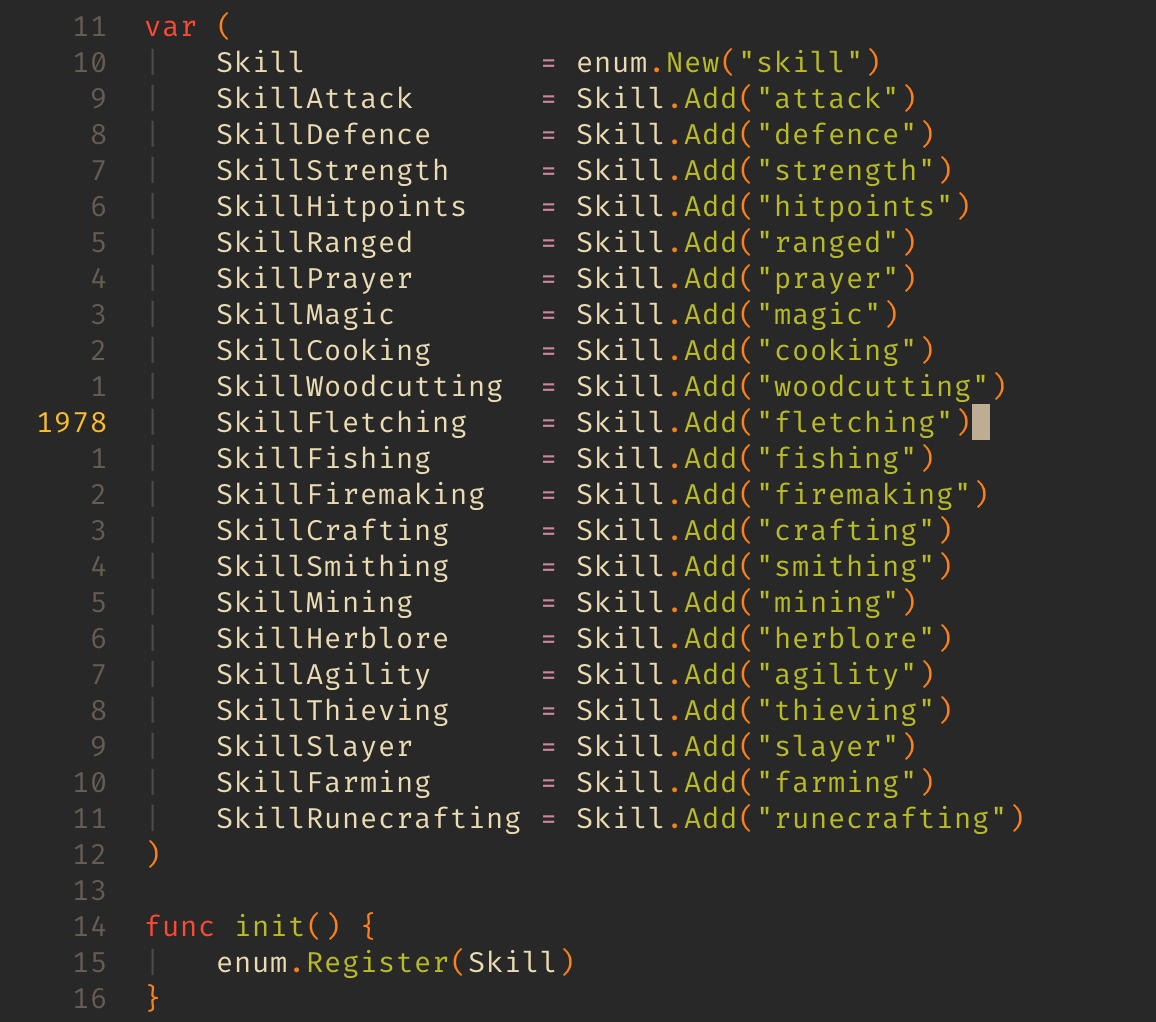 11 var (
10 Skill = enum.New("skill")
9 SkillAttack = Skill.Add("attack")
8 SkillDefence = Skill.Add("defence")
7 SkillStrength = Skill.Add("strength")
6 SkillHitpoints = Skill.Add("hitpoints")
5 SkillRanged = Skill.Add("ranged")
4 SkillPrayer = Skill.Add("prayer")
3 SkillMagic = Skill.Add("magic")
2 SkillCooking = Skill.Add("cooking")
1 SkillWoodcutting = Skill.Add("woodcutting")
1978 SkillFletching = Skill.Add("fletching")
1 SkillFishing = Skill.Add("fishing")
2 SkillFiremaking = Skill.Add("firemaking")
3 SkillCrafting = Skill.Add("crafting")
4 SkillSmithing = Skill.Add("smithing")
5 SkillMining = Skill.Add("mining")
6 SkillHerblore = Skill.Add("herblore")
7 SkillAgility = Skill.Add("agility")
8 SkillThieving = Skill.Add("thieving")
9 SkillSlayer = Skill.Add("slayer")
10 SkillFarming = Skill.Add("farming")
11 SkillRunecrafting = Skill.Add("runecrafting")
12 )
13
14 func init() {
15 enum.Register(Skill)
16 }